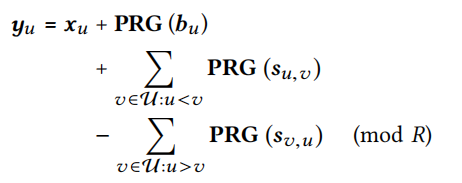 y_u = x_u + PRG (b_u)
+ ∑_{v∈𝒰:u<v} PRG (s_{u,v})
− ∑_{v∈𝒰:u>v} PRG (s_{v,u}) (mod R)